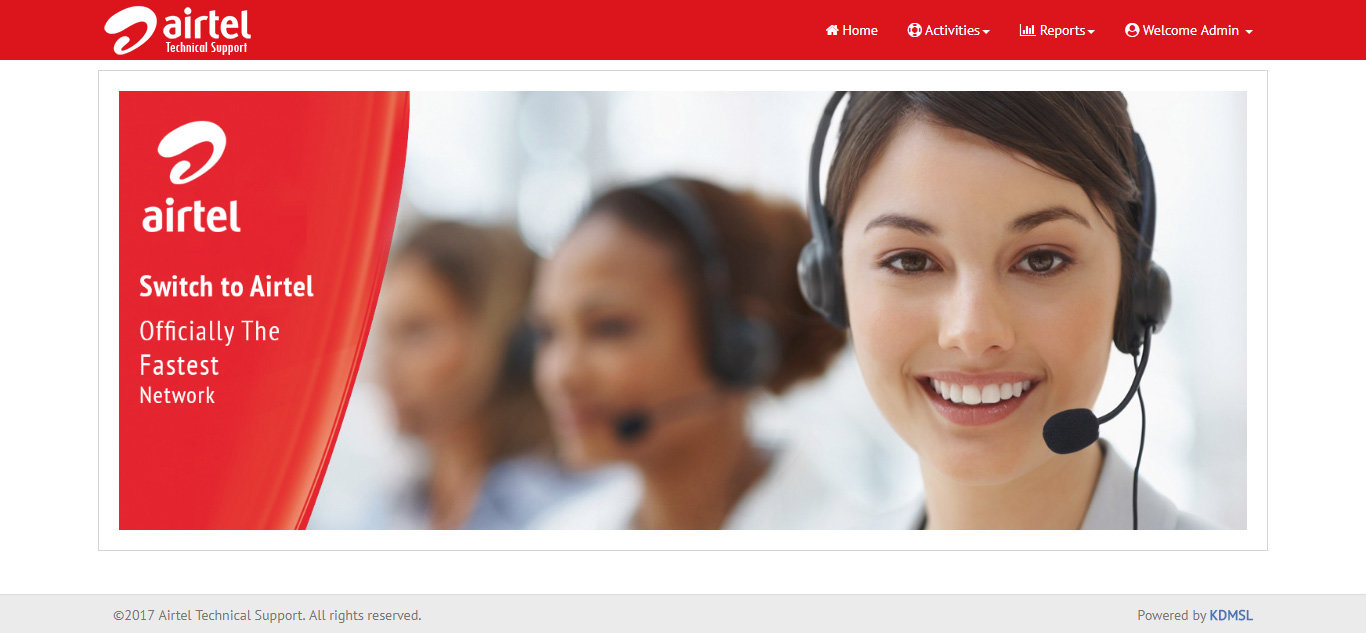 airtel
Technical Support
Home Activities Reports Welcome Admin
airtel
Switch to Airtel
Officially The
Fastest
Network
©2017 Airtel Technical Support. All rights reserved. Powered by KDMSL